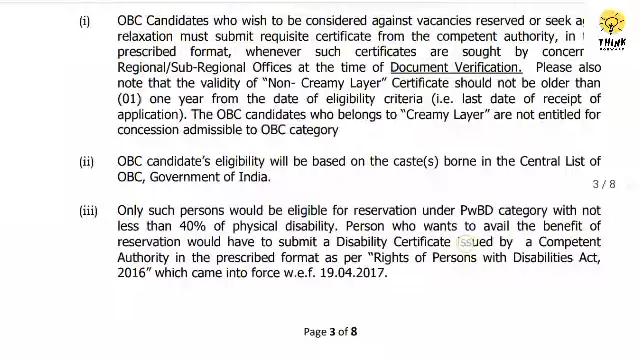 (i) OBC Candidates who wish to be considered against vacancies reserved or seek
relaxation must submit requisite certificate from the competent authority, in
prescribed format, whenever such certificates are sought by
Regional/Sub-Regional Offices at the time of Document Verification. Please also
note that the validity of "Non- Creamy Layer" Certificate should not be older than
(01) one year from the date of eligibility criteria (i.e. last date of receipt of
application). The OBC candidates who belongs to "Creamy Layer" are not entitled for
concession admissible to OBC category
(ii) OBC candidate's eligibility will be based on the caste(s) borne in the Central List of
OBC, Government of India.
3 / 8
(iii) Only such persons would be eligible for reservation under PwBD category with not
less than 40% of physical disability. Person who wants to avail the benefit of
reservation would have to submit a Disability Certificate issued by a Competent
Authority in the prescribed format as per "Rights of Persons with Disabilities Act,
2016" which came into force w.e.f. 19.04.2017.
Page 3 of 8
THINK